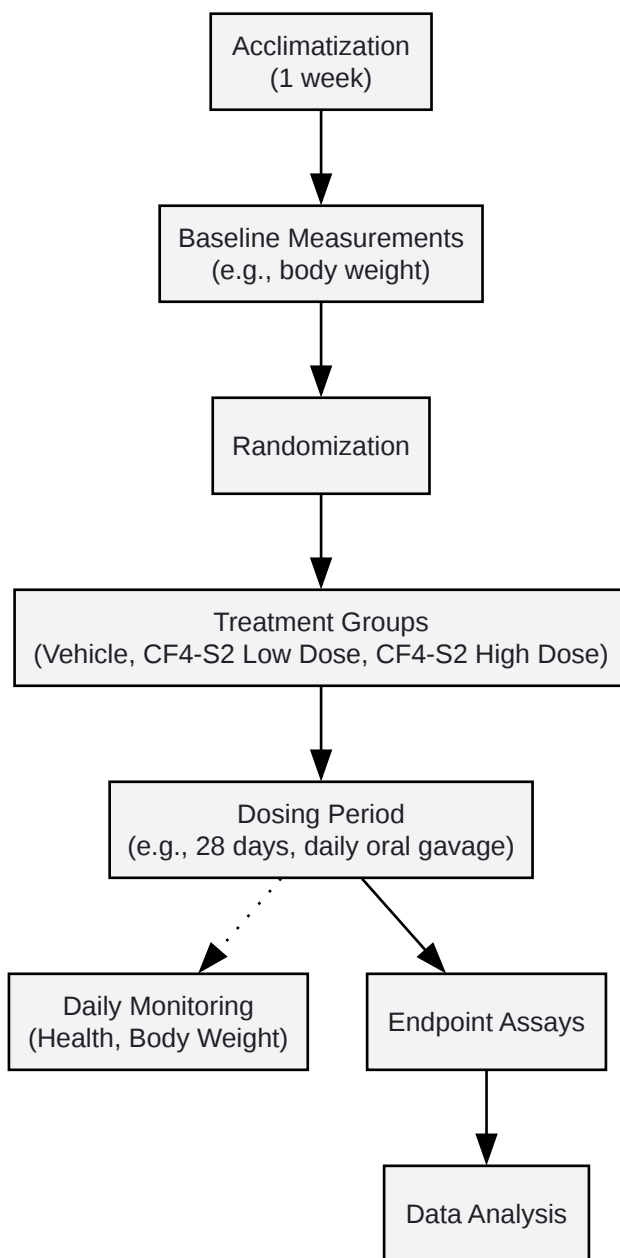 Acclimatization
(1 week)
Baseline Measurements
(e.g., body weight)
Randomization
Treatment Groups
(Vehicle, CF4-S2 Low Dose, CF4-S2 High Dose)
Dosing Period
(e.g., 28 days, daily oral gavage)
Daily Monitoring
(Health, Body Weight)
Endpoint Assays
Data Analysis